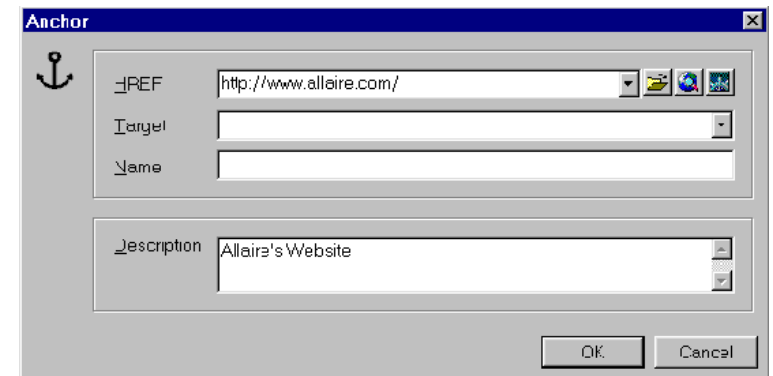 Anchor
HREF http://www.allaire.com/
Target
Name
Description Allaire's Website
OK Cancel